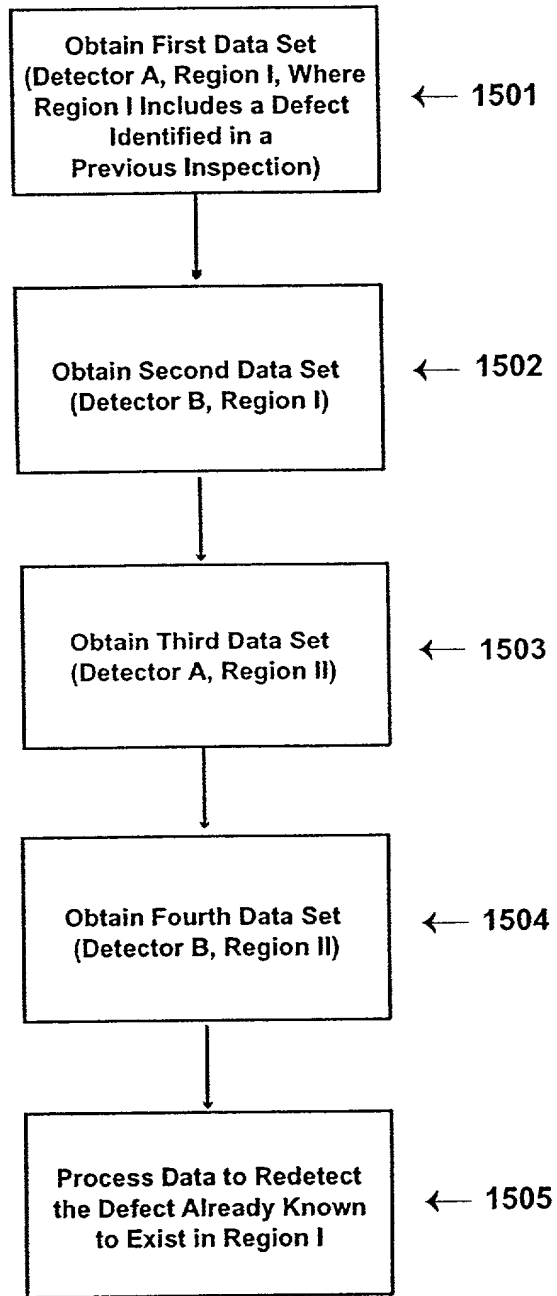 Obtain First Data Set
(Detector A, Region I, Where
Region I Includes a Defect
Identified in a
Previous Inspection)
← 1501
Obtain Second Data Set
(Detector B, Region I)
← 1502
Obtain Third Data Set
(Detector A, Region II)
← 1503
Obtain Fourth Data Set
(Detector B, Region II)
← 1504
Process Data to Redetect
the Defect Already Known
to Exist in Region I
← 1505